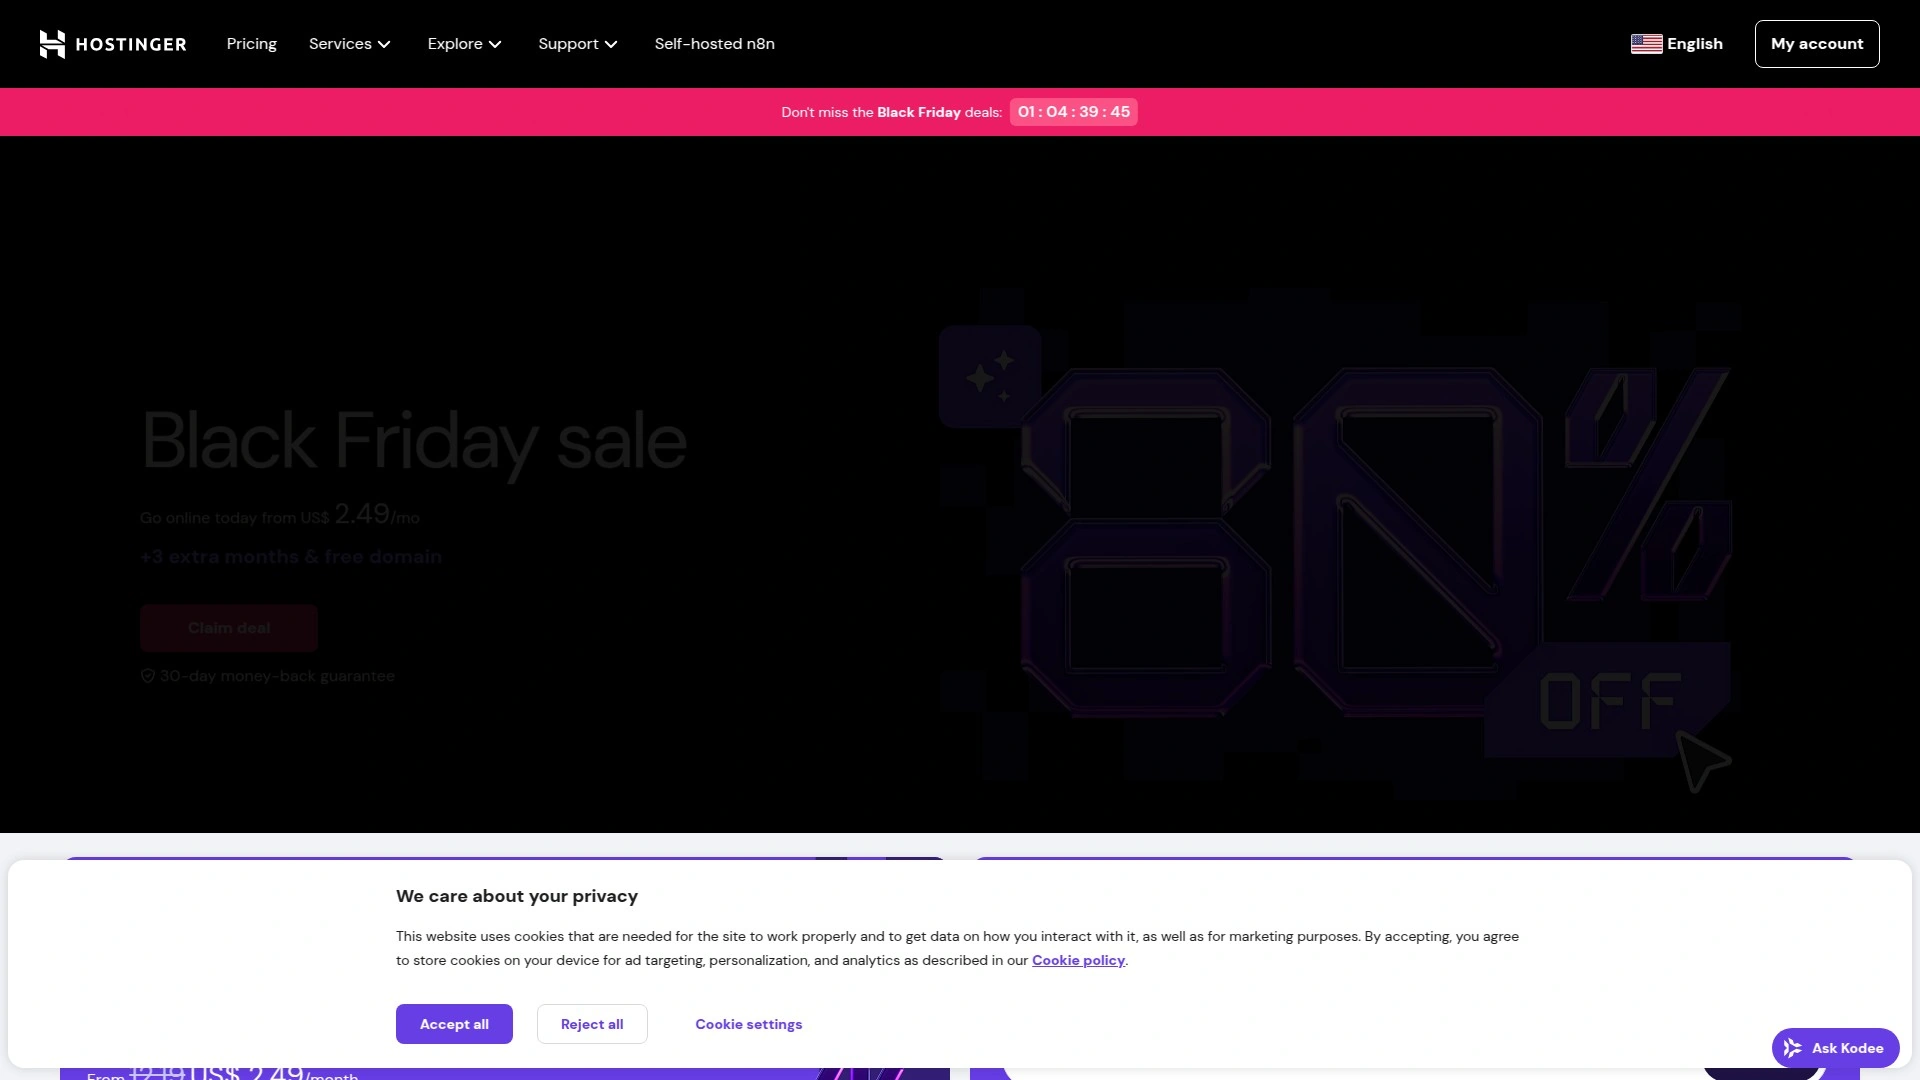 HOSTINGER
Pricing
Services
Explore
Support
Self-hosted n8n
English
My account
Don't miss the Black Friday deals: 01 : 04 : 39 : 45
Black Friday sale
Go online today from US$ 2.49/mo
+3 extra months & free domain
Claim deal
30-day money-back guarantee
80%
OFF
We care about your privacy
This website uses cookies that are needed for the site to work properly and to get data on how you interact with it, as well as for marketing purposes. By accepting, you agree
to store cookies on your device for ad targeting, personalization, and analytics as described in our Cookie policy.
Accept all
Reject all
Cookie settings
Ask Kodee
From 12.19 US$ 2.49/month